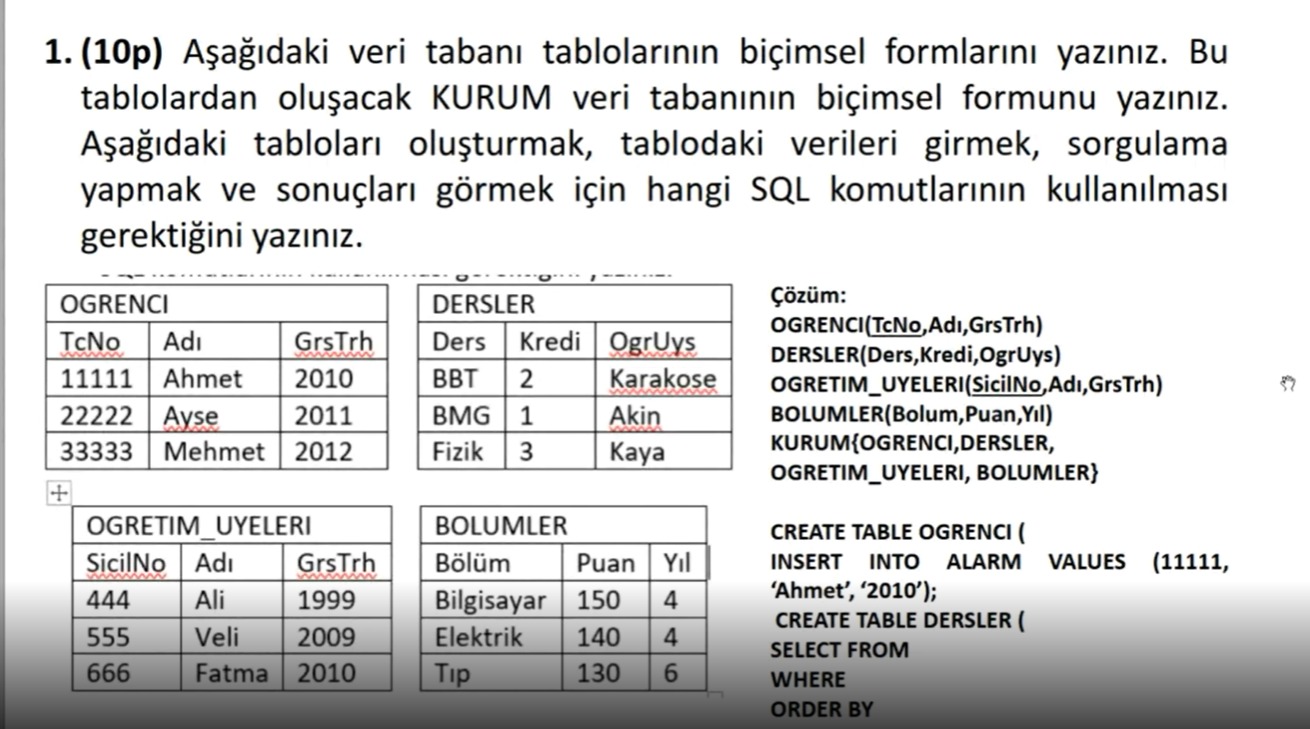 1. (10p) Aşağıdaki veri tabanı tablolarının biçimsel formlarını yazınız. Bu
tablolardan oluşacak KURUM veri tabanının biçimsel formunu yazınız.
Aşağıdaki tabloları oluşturmak, tablodaki verileri girmek, sorgulama
yapmak ve sonuçları görmek için hangi SQL komutlarının kullanılması
gerektiğini yazınız.
OGRENCI
TcNo Adı GrsTrh
11111 Ahmet 2010
22222 Ayse 2011
33333 Mehmet 2012
DERSLER
Ders Kredi OgrUys
BBT 2 Karakose
BMG 1 Akin
Fizik 3 Kaya
OGRETIM_UYELERI
SicilNo Adı GrsTrh
444 Ali 1999
555 Veli 2009
666 Fatma 2010
BOLUMLER
Bölüm Puan Yıl
Bilgisayar 150 4
Elektrik 140 4
Tıp 130 6
Çözüm:
OGRENCI(TcNo,Adı,GrsTrh)
DERSLER(Ders,Kredi,OgrUys)
OGRETIM_UYELERI(SicilNo,Adı,GrsTrh)
BOLUMLER(Bolum,Puan,Yıl)
KURUM{OGRENCI,DERSLER,
OGRETIM_UYELERI, BOLUMLER}
CREATE TABLE OGRENCI (
INSERT INTO ALARM VALUES (11111,
‘Ahmet’, ‘2010’);
CREATE TABLE DERSLER (
SELECT FROM
WHERE
ORDER BY